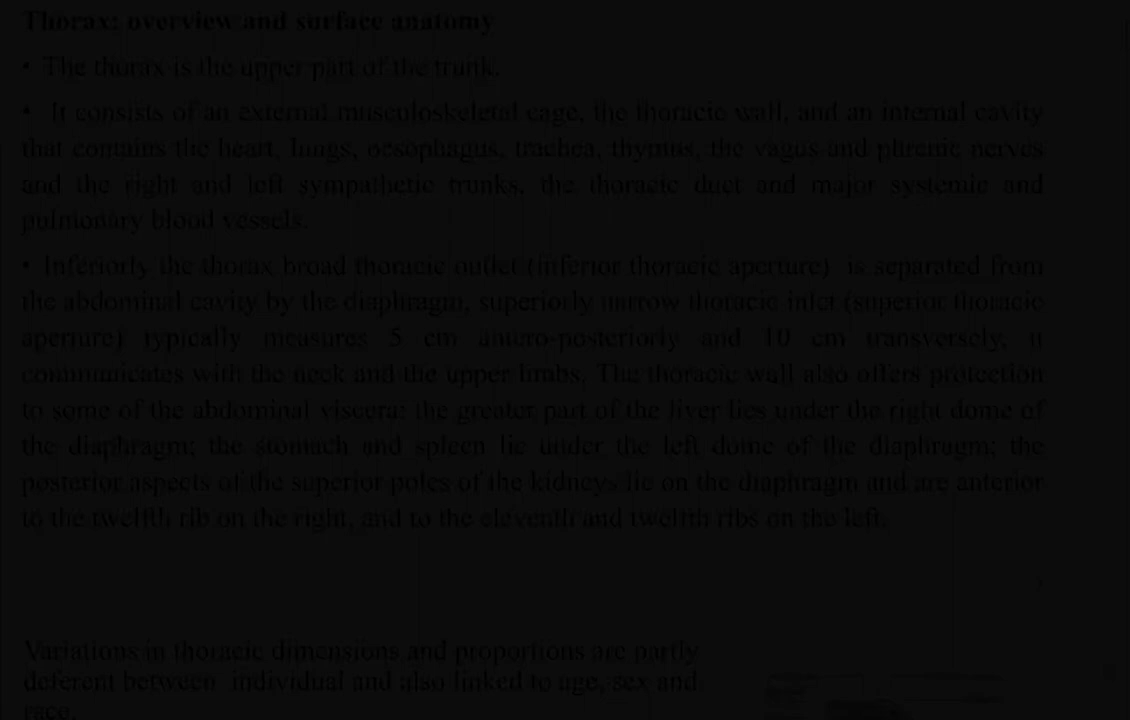 Thorax: overview and surface anatomy
• The thorax is the upper part of the trunk.
• It consists of an external musculoskeletal cage, the thoracic wall, and an internal cavity
that contains the heart, lungs, oesophagus, trachea, thymus, the vagus and phrenic nerves
and the right and left sympathetic trunks, the thoracic duct and major systemic and
pulmonary blood vessels.
• Inferiorly the thorax broad thoracic outlet (inferior thoracic aperture) is separated from
the abdominal cavity by the diaphragm, superiorly narrow thoracic inlet (superior thoracic
aperture) typically measures 5 cm antero-posteriorly and 10 cm transversely, it
communicates with the neck and the upper limbs. The thoracic wall also offers protection
to some of the abdominal viscera: the greater part of the liver lies under the right dome of
the diaphragm; the stomach and spleen lie under the left dome of the diaphragm; the
posterior aspects of the superior poles of the kidneys lie on the diaphragm and are anterior
to the twelfth rib on the right, and to the eleventh and twelfth ribs on the left.
Variations in thoracic dimensions and proportions are partly
deferent between individual and also linked to age, sex and
race.